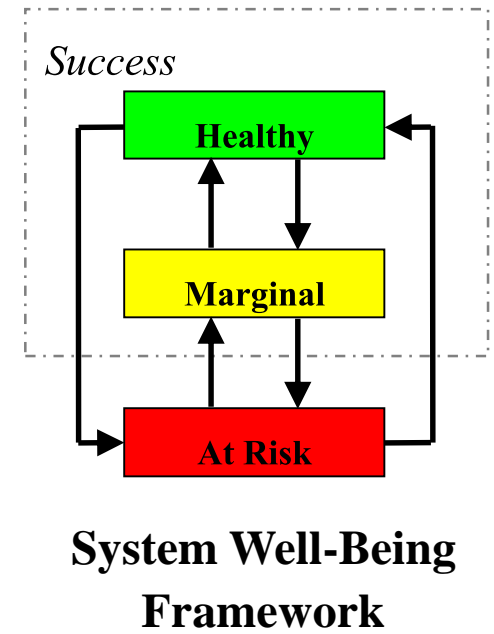 Success
Healthy
Marginal
At Risk
System Well-Being
Framework